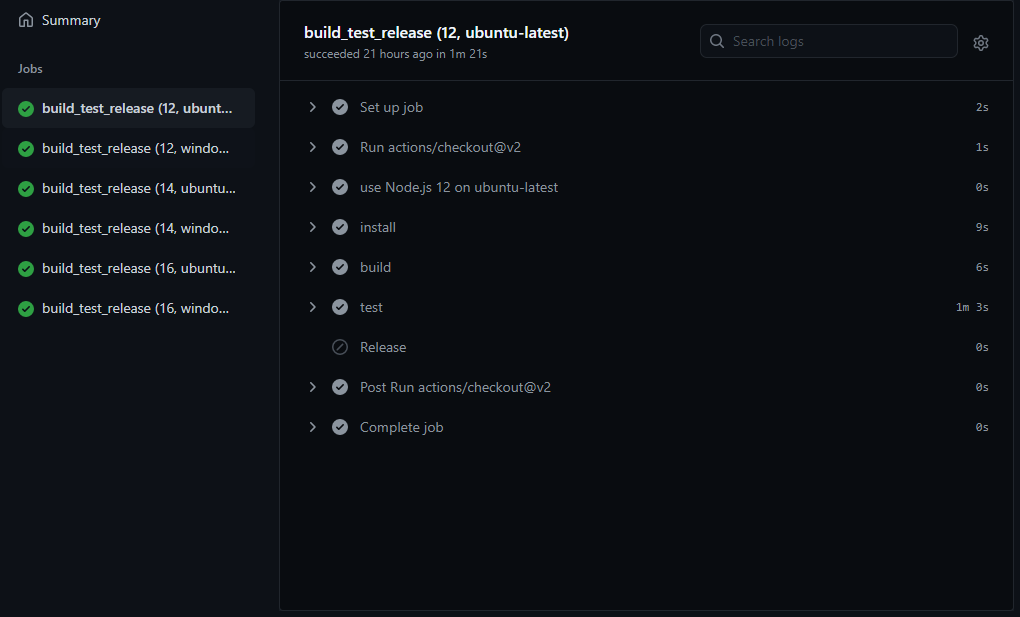 Summary
Jobs
build_test_release (12, ubunt...
build_test_release (12, windo...
build_test_release (14, ubuntu...
build_test_release (14, windo...
build_test_release (16, ubuntu...
build_test_release (16, windo...
build_test_release (12, ubuntu-latest)
succeeded 21 hours ago in 1m 21s
Search logs
Set up job 2s
Run actions/checkout@v2 1s
use Node.js 12 on ubuntu-latest 0s
install 9s
build 6s
test 1m 3s
Release 0s
Post Run actions/checkout@v2 0s
Complete job 0s